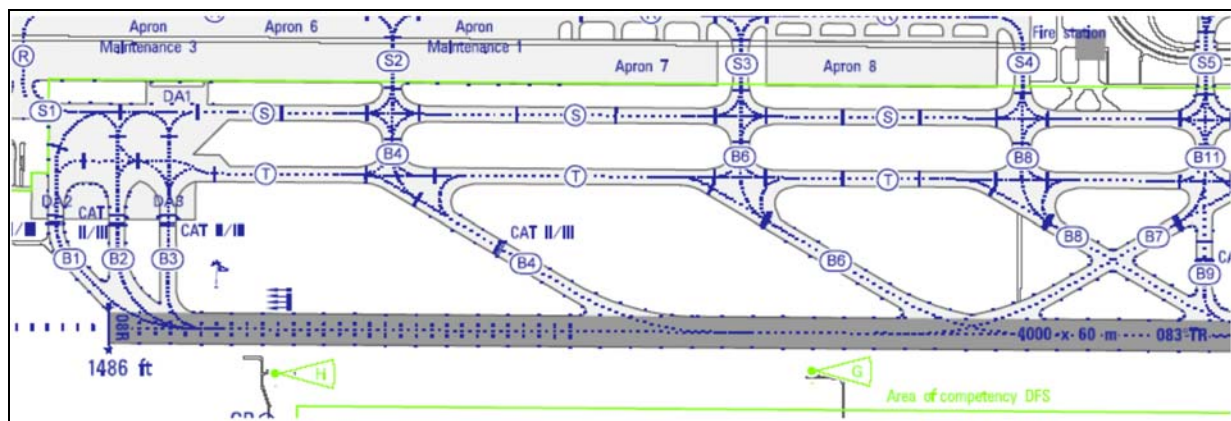 Apron
Apron 6
Apron
Maintenance 3
Maintenance 1
Fire station
R
S2
S3
S4
S5
Apron 7
Apron 8
DA1
S1
S
S
S
B4
B6
B8
B11
T
T
T
DA2
DA3
CAT
II/III
CAT II/III
CAT II/III
B1
B2
B3
B4
B6
B8
B7
B9
08R
4000 x 60 m
083° TR
1486 ft
H
G
Area of competency DFS